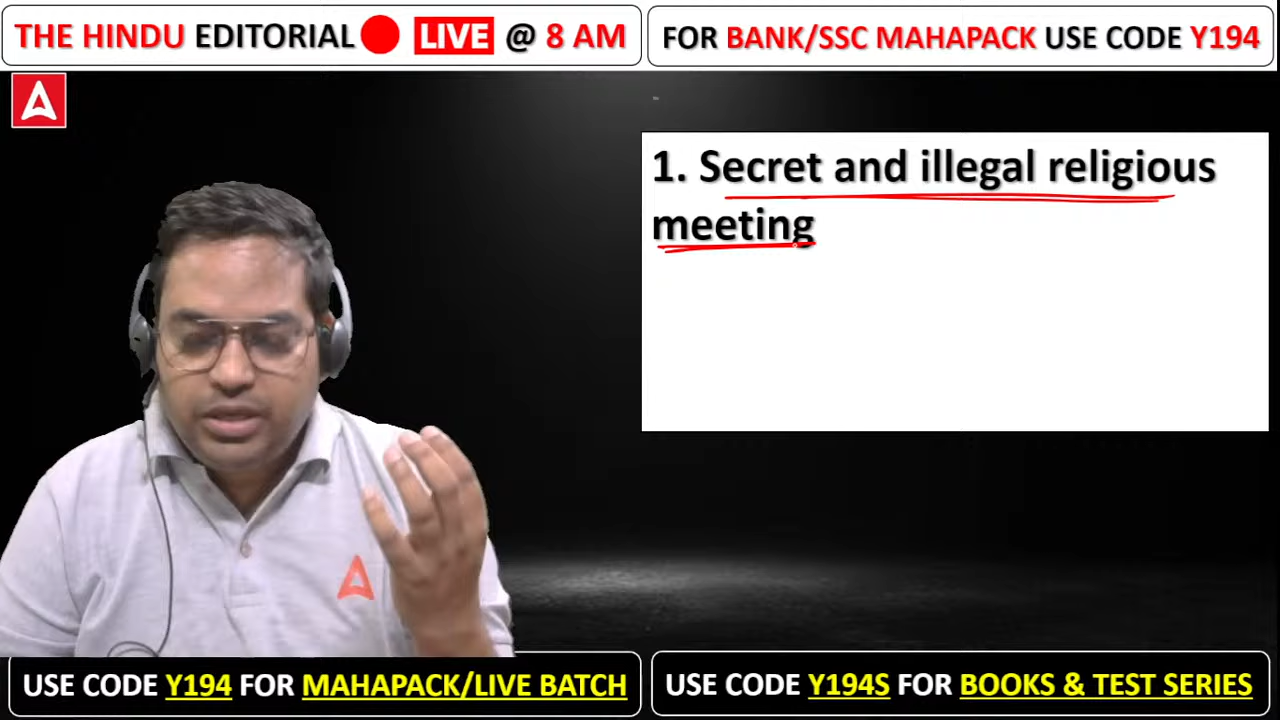 THE HINDU EDITORIAL LIVE @ 8 AM
FOR BANK/SSC MAHAPACK USE CODE Y194
1. Secret and illegal religious
meeting
USE CODE Y194 FOR MAHAPACK/LIVE BATCH
USE CODE Y194S FOR BOOKS & TEST SERIES